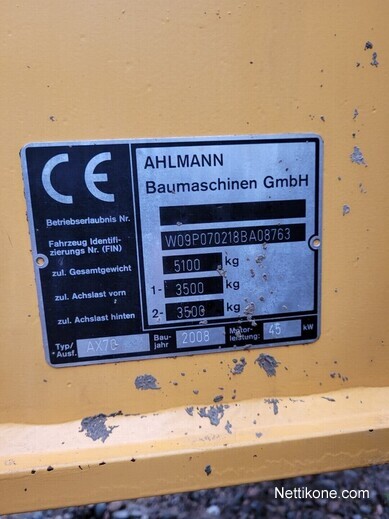 CE
AHLMANN
Baumaschinen GmbH
Betriebserlaubnis Nr.
Fahrzeug Identifi-
zierungs Nr. (FIN) W09P070218BA08763
zul. Gesamtgewicht 5100 kg
zul. Achslast vorn 1- 3500 kg
zul. Achslast hinten 2- 3500 kg
Typ/
Ausf. AX70 Bau-
jahr 2008 Motor-
leistung: 45 kW
Nettikone.com